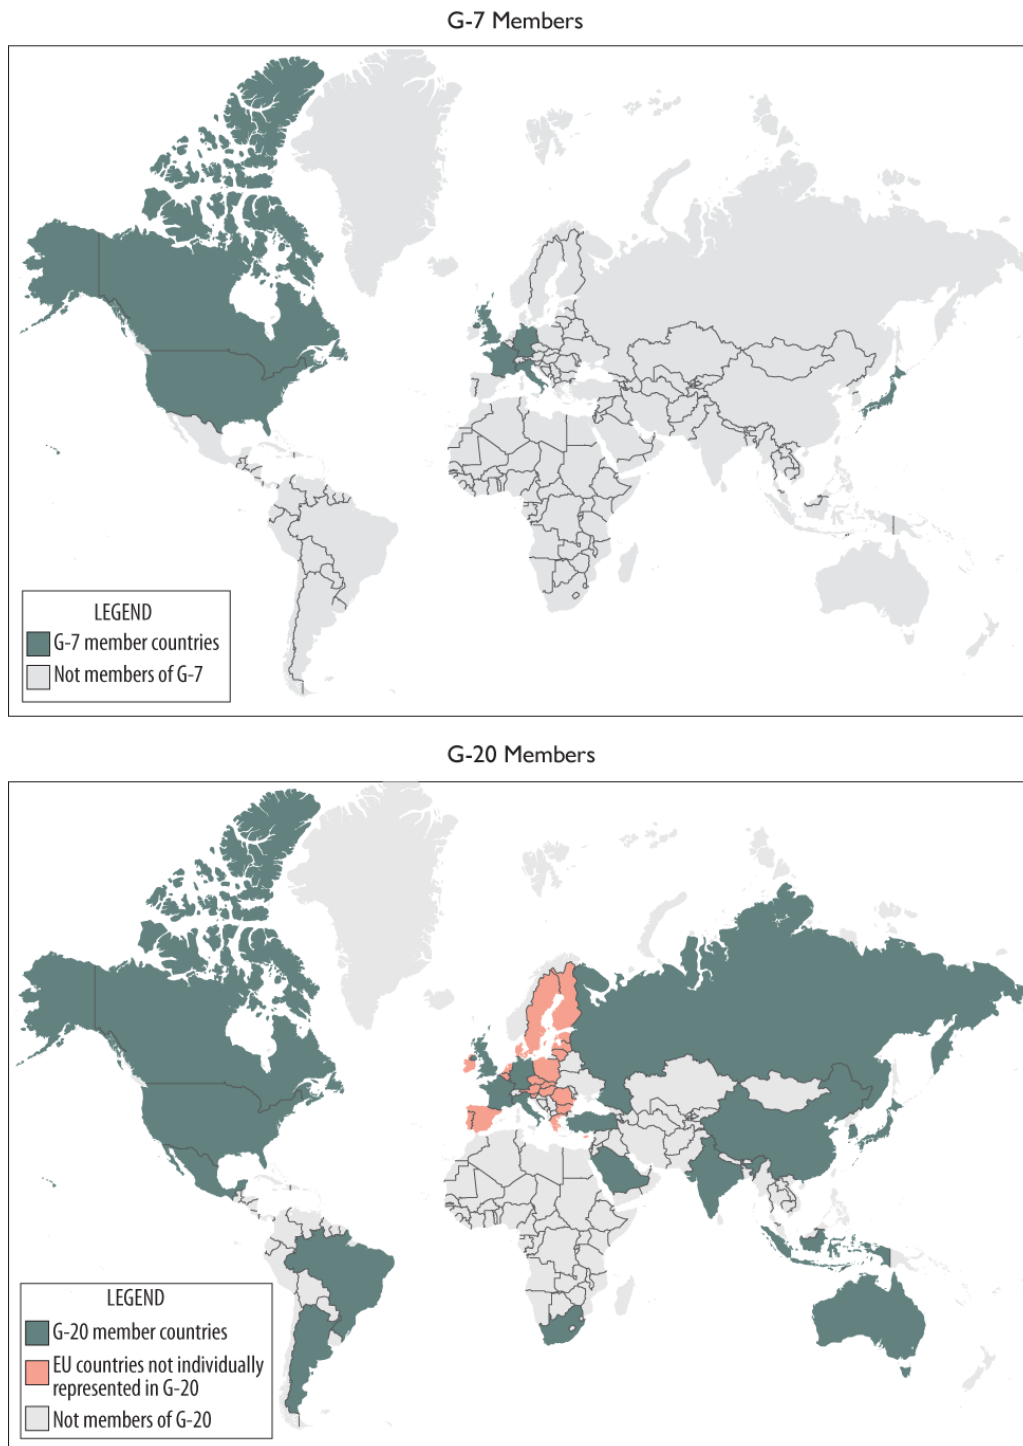 G-7 Members
LEGEND
G-7 member countries
Not members of G-7
G-20 Members
LEGEND
G-20 member countries
EU countries not individually
represented in G-20
Not members of G-20